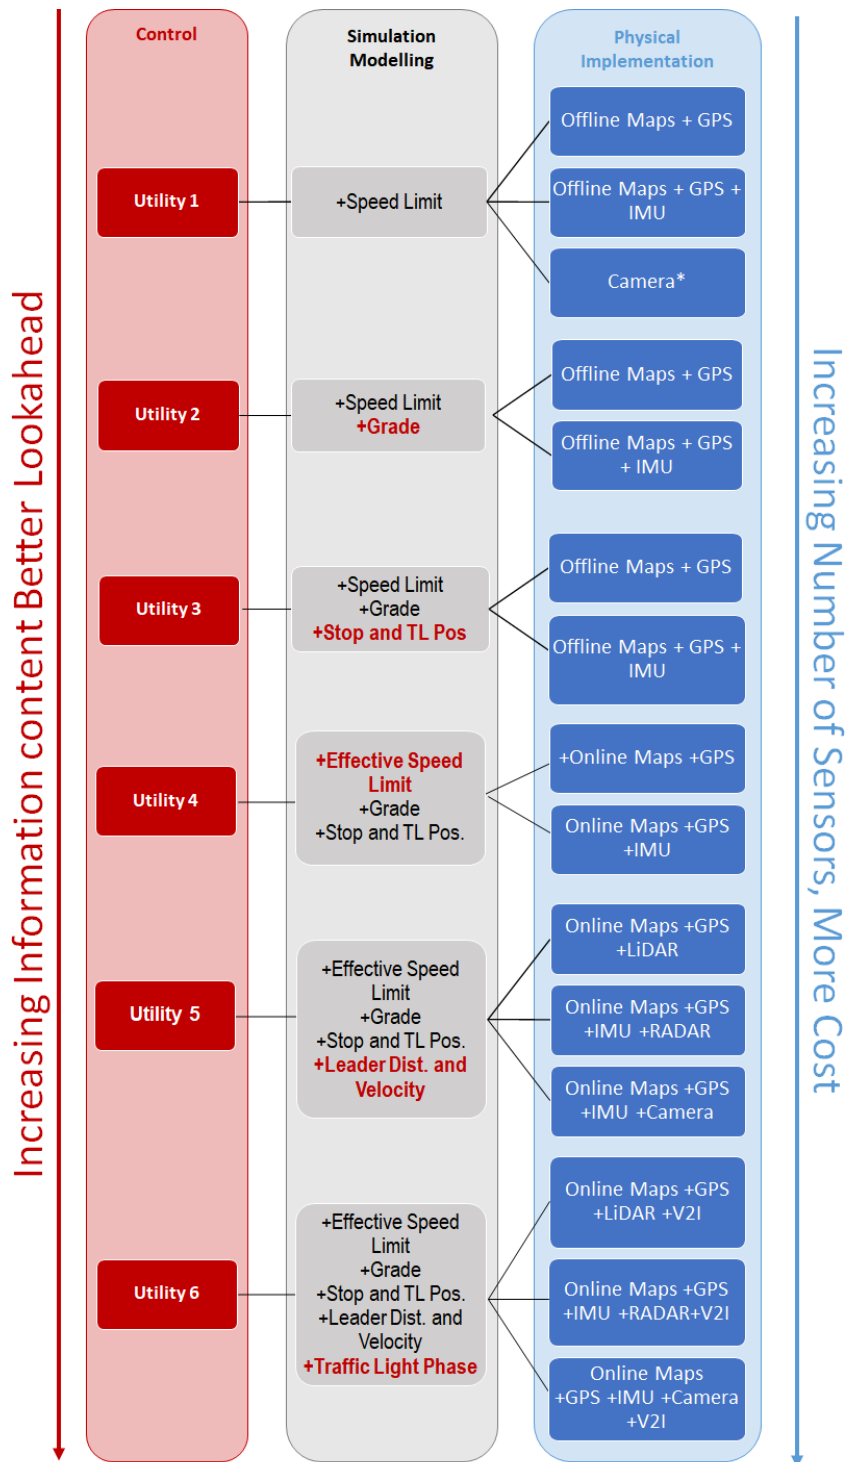 Control
Simulation
Modelling
Physical
Implementation
Increasing Information content Better Lookahead
Increasing Number of Sensors, More Cost
Utility 1
+Speed Limit
Offline Maps + GPS
Offline Maps + GPS +
IMU
Camera*
Utility 2
+Speed Limit
+Grade
Offline Maps + GPS
Offline Maps + GPS
+ IMU
Utility 3
+Speed Limit
+Grade
+Stop and TL Pos
Offline Maps + GPS
Offline Maps + GPS +
IMU
Utility 4
+Effective Speed
Limit
+Grade
+Stop and TL Pos.
+Online Maps +GPS
Online Maps +GPS
+IMU
Utility 5
+Effective Speed
Limit
+Grade
+Stop and TL Pos.
+Leader Dist. and
Velocity
Online Maps +GPS
+LiDAR
Online Maps +GPS
+IMU +RADAR
Online Maps +GPS
+IMU +Camera
Utility 6
+Effective Speed
Limit
+Grade
+Stop and TL Pos.
+Leader Dist. and
Velocity
+Traffic Light Phase
Online Maps +GPS
+LiDAR +V2I
Online Maps +GPS
+IMU +RADAR+V2I
Online Maps
+GPS +IMU +Camera
+V2I